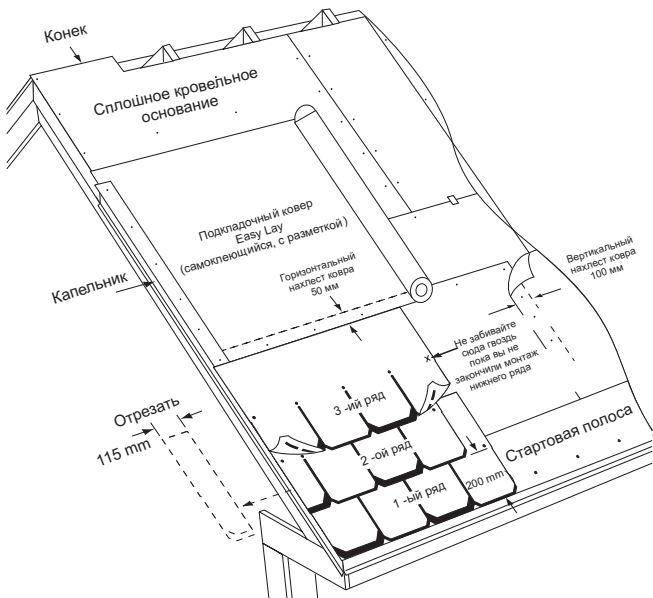 Конек
Сплошное кровельное
основание
Подкладочный ковер
Easy Lay
(самоклеющийся, с разметкой)
Горизонтальный
нахлест ковра
50 мм
Вертикальный
нахлест ковра
100 мм
Капельник
Не забивайте
сюда гвоздь
пока вы не
закончили монтаж
нижнего ряда
x
Отрезать
115 mm
3 -ий ряд
2 -ой ряд
1 -ый ряд
200 mm
Стартовая полоса